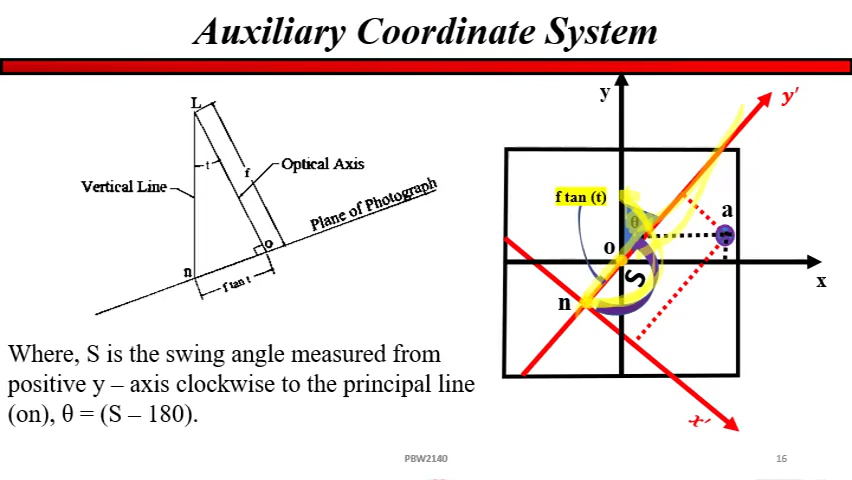 Auxiliary Coordinate System
L
t
f
Optical Axis
Vertical Line
Plane of Photograph
o
n
f tan t
y
y'
f tan (t)
θ
a
o
x
S
n
x'
Where, S is the swing angle measured from
positive y – axis clockwise to the principal line
(on), θ = (S – 180).
PBW2140
16